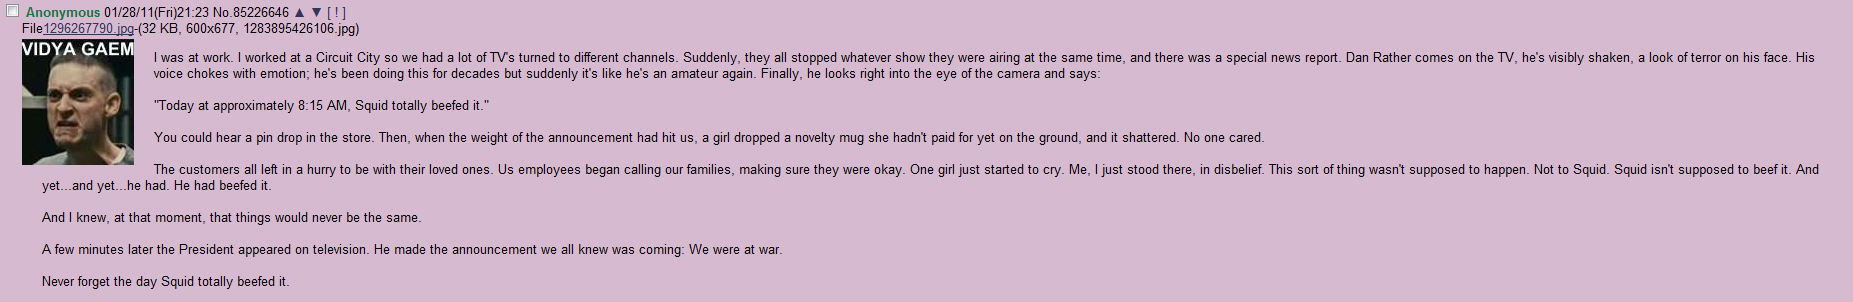 Anonymous 01/28/11(Fri)21:23 No.85226646 ▲ ▼ [ ! ]
File1296267790.jpg-(32 KB, 600x677, 1283895426106.jpg)
VIDYA GAEM
I was at work. I worked at a Circuit City so we had a lot of TV's turned to different channels. Suddenly, they all stopped whatever show they were airing at the same time, and there was a special news report. Dan Rather comes on the TV, he's visibly shaken, a look of terror on his face. His
voice chokes with emotion; he's been doing this for decades but suddenly it's like he's an amateur again. Finally, he looks right into the eye of the camera and says:
"Today at approximately 8:15 AM, Squid totally beefed it."
You could hear a pin drop in the store. Then, when the weight of the announcement had hit us, a girl dropped a novelty mug she hadn't paid for yet on the ground, and it shattered. No one cared.
The customers all left in a hurry to be with their loved ones. Us employees began calling our families, making sure they were okay. One girl just started to cry. Me, I just stood there, in disbelief. This sort of thing wasn't supposed to happen. Not to Squid. Squid isn't supposed to beef it. And
yet...and yet...he had. He had beefed it.
And I knew, at that moment, that things would never be the same.
A few minutes later the President appeared on television. He made the announcement we all knew was coming: We were at war.
Never forget the day Squid totally beefed it.